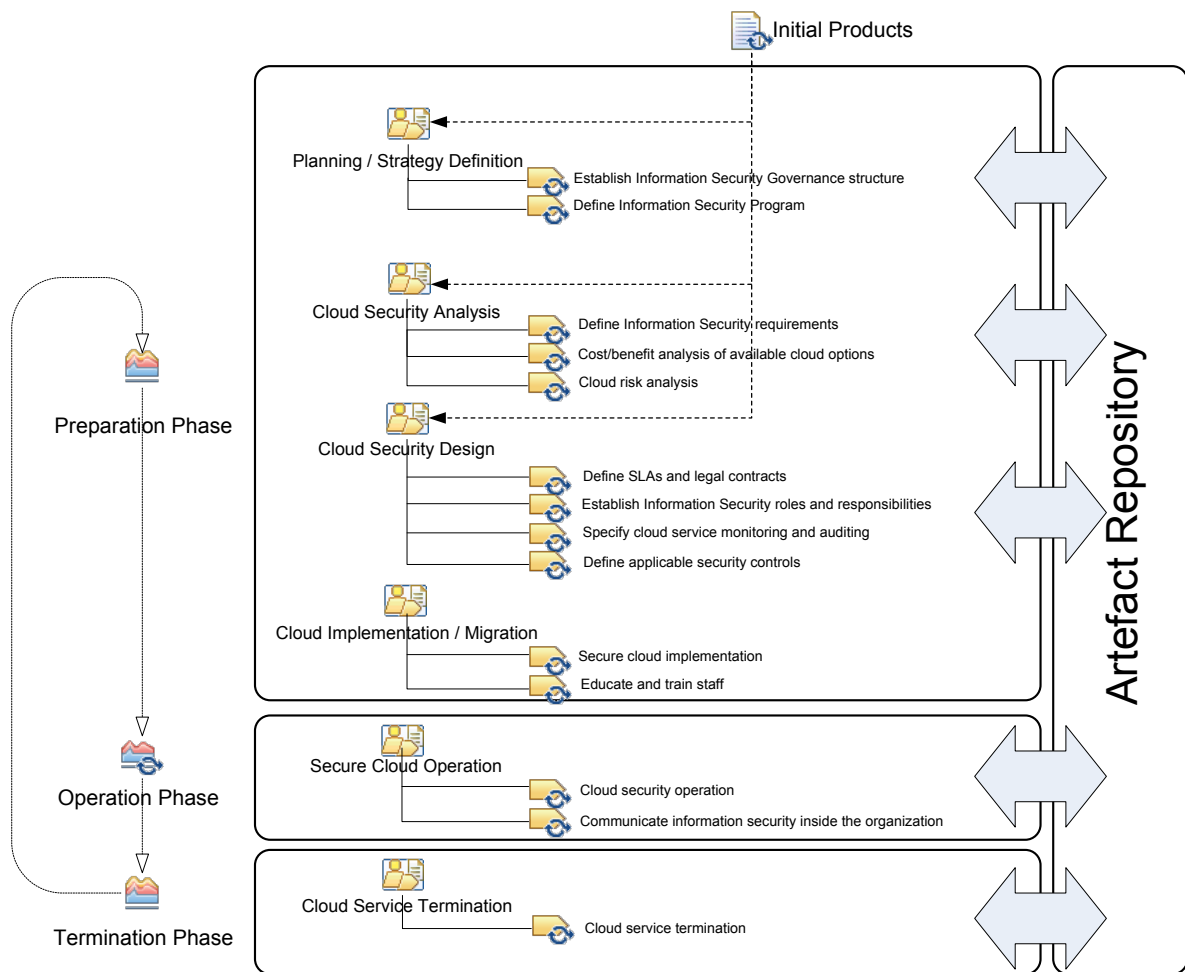 Initial Products
Planning / Strategy Definition
Establish Information Security Governance structure
Define Information Security Program
Cloud Security Analysis
Define Information Security requirements
Cost/benefit analysis of available cloud options
Cloud risk analysis
Preparation Phase
Cloud Security Design
Define SLAs and legal contracts
Establish Information Security roles and responsibilities
Specify cloud service monitoring and auditing
Define applicable security controls
Cloud Implementation / Migration
Secure cloud implementation
Educate and train staff
Operation Phase
Secure Cloud Operation
Cloud security operation
Communicate information security inside the organization
Termination Phase
Cloud Service Termination
Cloud service termination
Artefact Repository